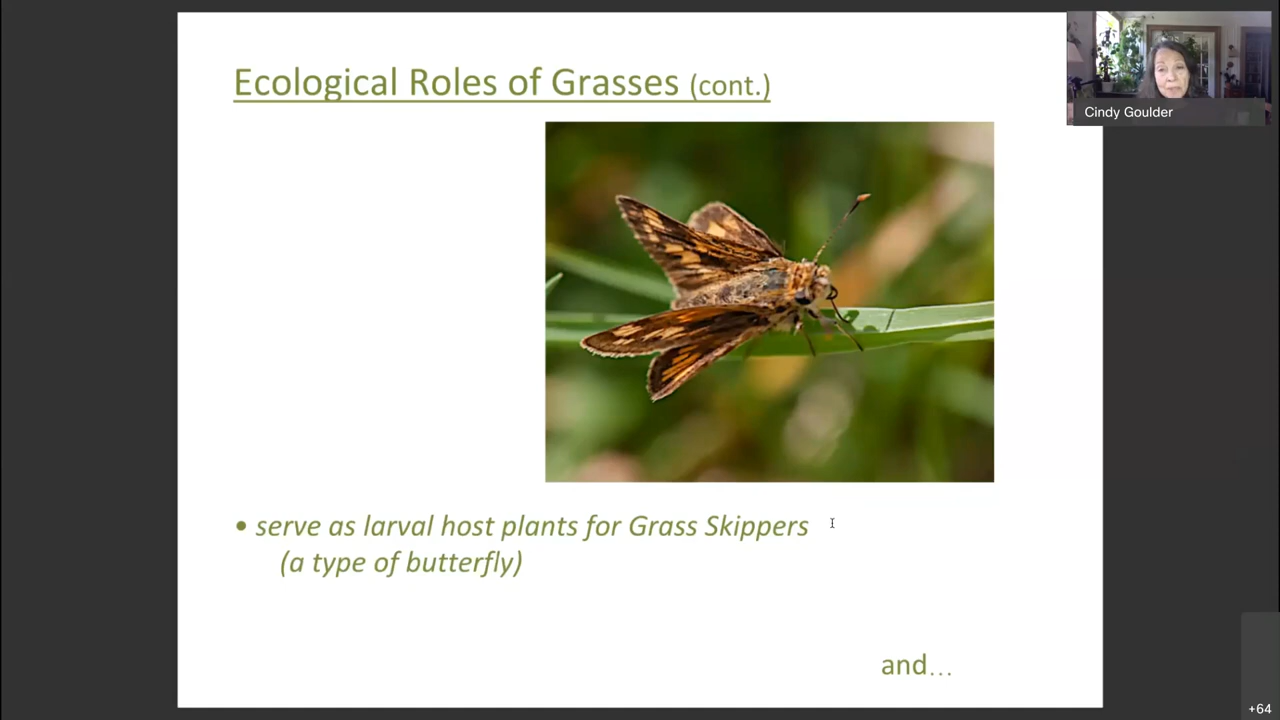 Ecological Roles of Grasses (cont.)
Cindy Goulder
• serve as larval host plants for Grass Skippers
(a type of butterfly)
and...
+64